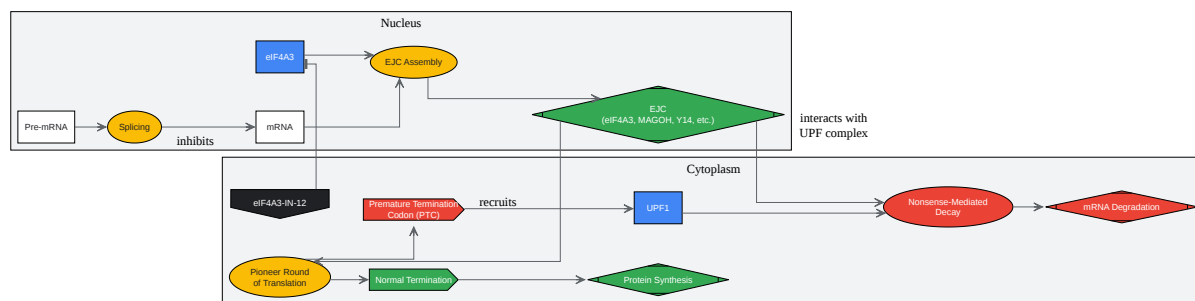 Nucleus
eIF4A3
EJC Assembly
EJC
(eIF4A3, MAGOH, Y14, etc.)
interacts with
UPF complex
Pre-mRNA
Splicing
inhibits
mRNA
Cytoplasm
eIF4A3-IN-12
Premature Termination
Codon (PTC)
recruits
UPF1
Nonsense-Mediated
Decay
mRNA Degradation
Pioneer Round
of Translation
Normal Termination
Protein Synthesis